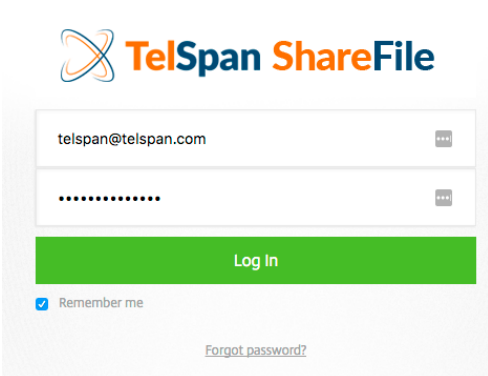 TelSpan ShareFile
telspan@telspan.com
••••••••••••••
Log In
Remember me
Forgot password?